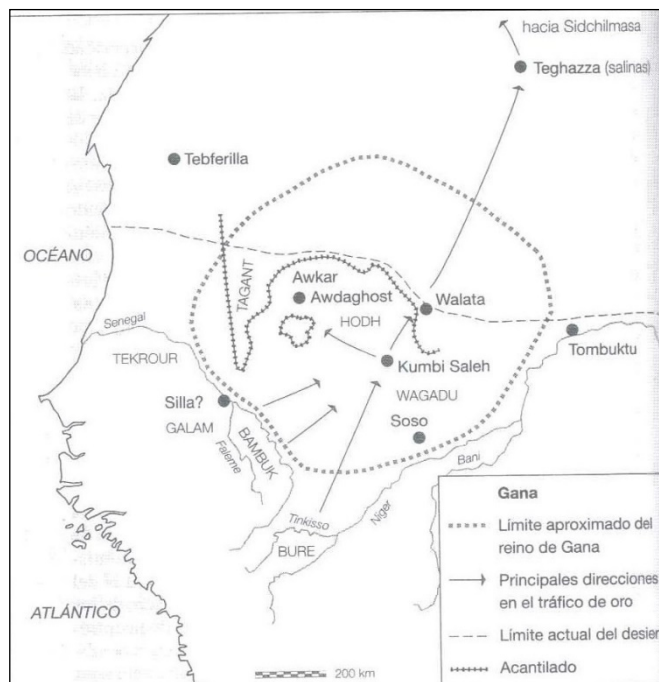 hacia Sidchilmasa
Teghazza (salinas)
Tebferilla
OCÉANO
TAGANT
Awkar
Awdaghost
HODH
Walata
Senegal
TEKROUR
Tombuktu
Kumbi Saleh
WAGADU
Silla?
GALAM
BAMBUK
Faleme
Soso
Bani
Niger
Tinkisso
BURE
ATLÁNTICO
200 km
Gana
Límite aproximado del
reino de Gana
Principales direcciones
en el tráfico de oro
Límite actual del desier
Acantilado